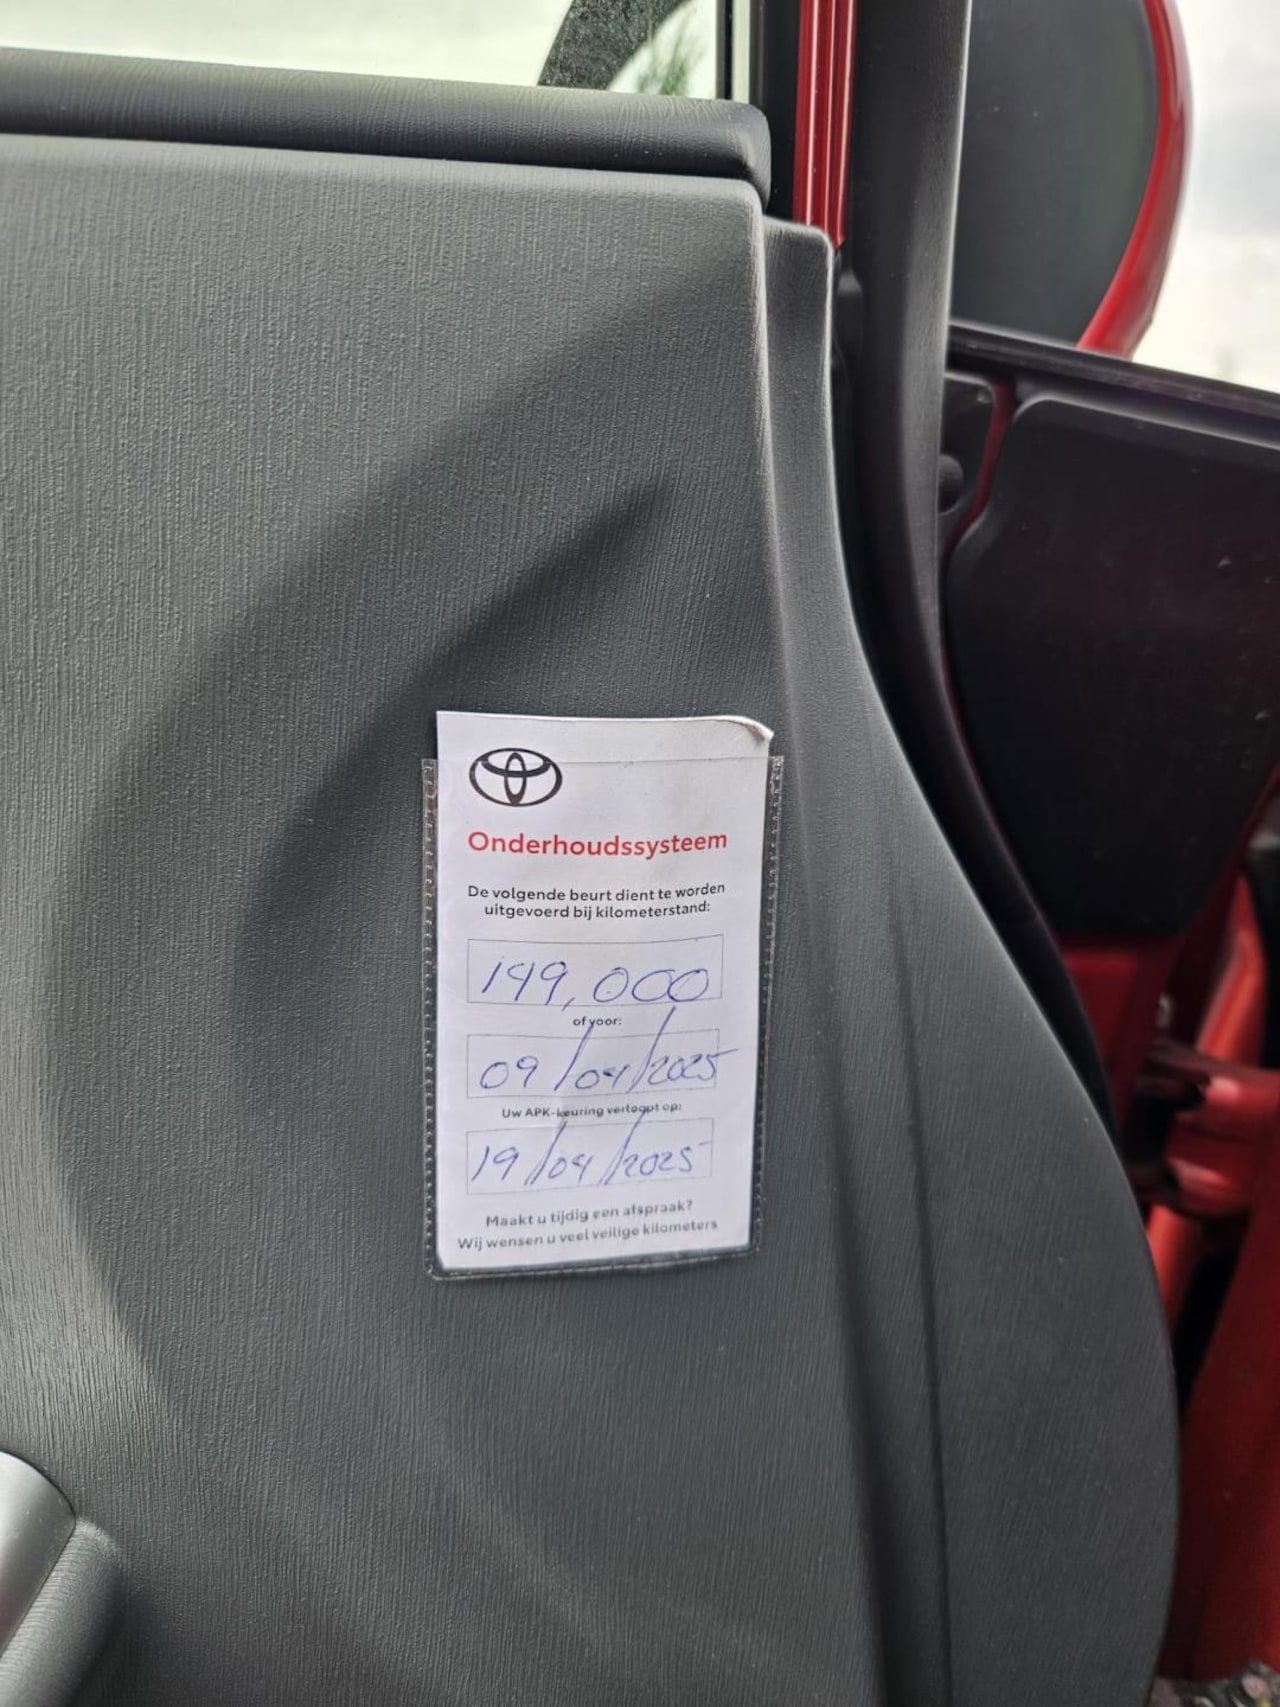 Onderhoudssysteem
De volgende beurt dient te worden
uitgevoerd bij kilometerstand:
149,000
of voor:
09/04/2025
Uw APK-keuring verloopt op:
19/04/2025
Maakt u tijdig een afspraak?
Wij wensen u veel veilige kilometers